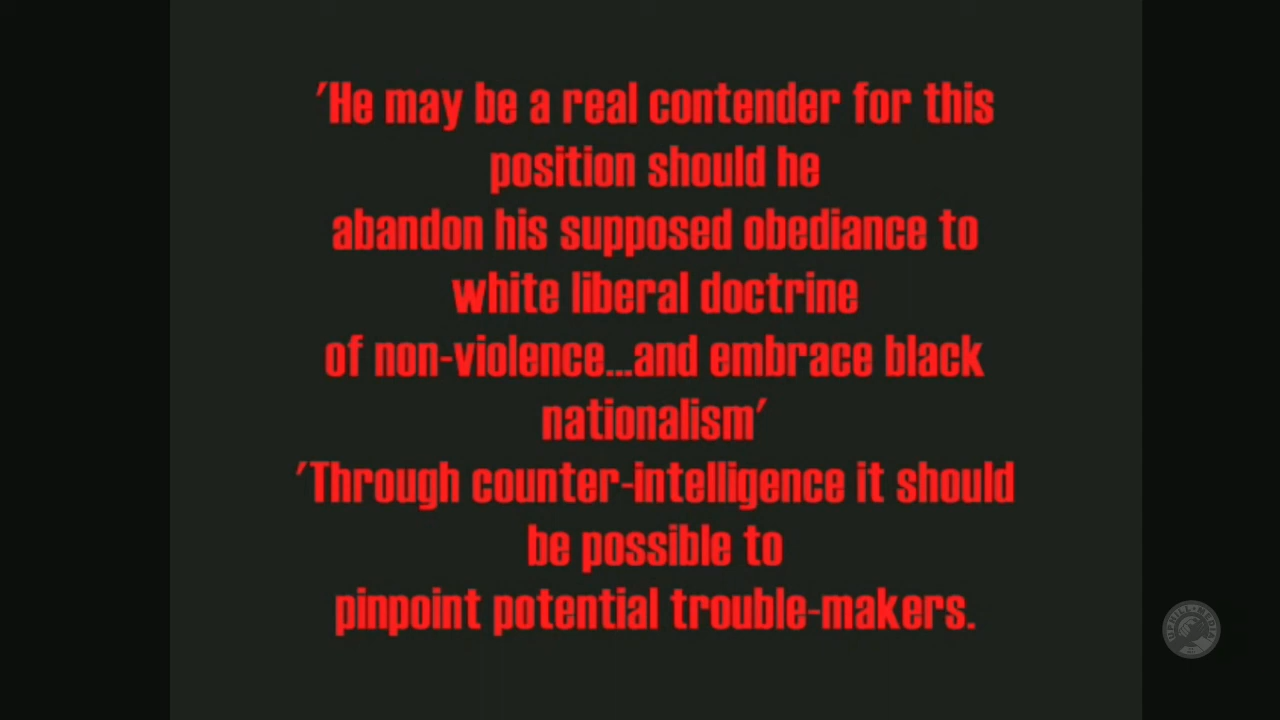 'He may be a real contender for this
position should he
abandon his supposed obediance to
white liberal doctrine
of non-violence...and embrace black
nationalism'
'Through counter-intelligence it should
be possible to
pinpoint potential trouble-makers.